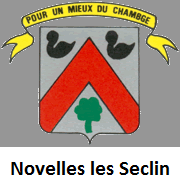 POUR UN MIEUX DU CHAMBGE
Novelles les Seclin